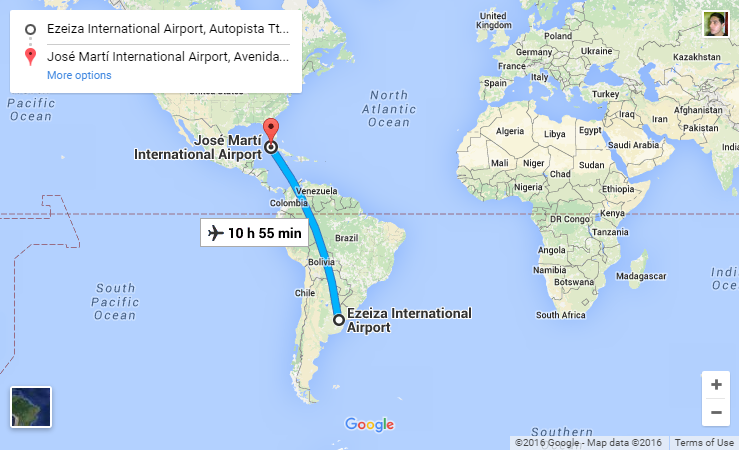 Ezeiza International Airport, Autopista Tt...
José Martí International Airport, Avenida...
More options
Pacific
Ocean
United States
North
Atlantic
Ocean
United
Kingdom
Poland
Germany
Ukraine
France
Italy
Spain
Turkey
Kazakhstan
Iraq
Afghanistan
Pakistan
Algeria
Libya
Egypt
Saudi Arabia
Mali
Niger
Chad
Sudan
Nigeria
Ethiopia
Kenya
DR Congo
Tanzania
Angola
Namibia
Botswana
Madagascar
South Africa
José Martí
International Airport
Venezuela
Colombia
10 h 55 min
Brazil
Bolivia
Chile
South
Pacific
Ocean
Ezeiza International
Airport
Indi
Oce
Southern
Google
©2016 Google - Map data ©2016
Terms of Use
+
−